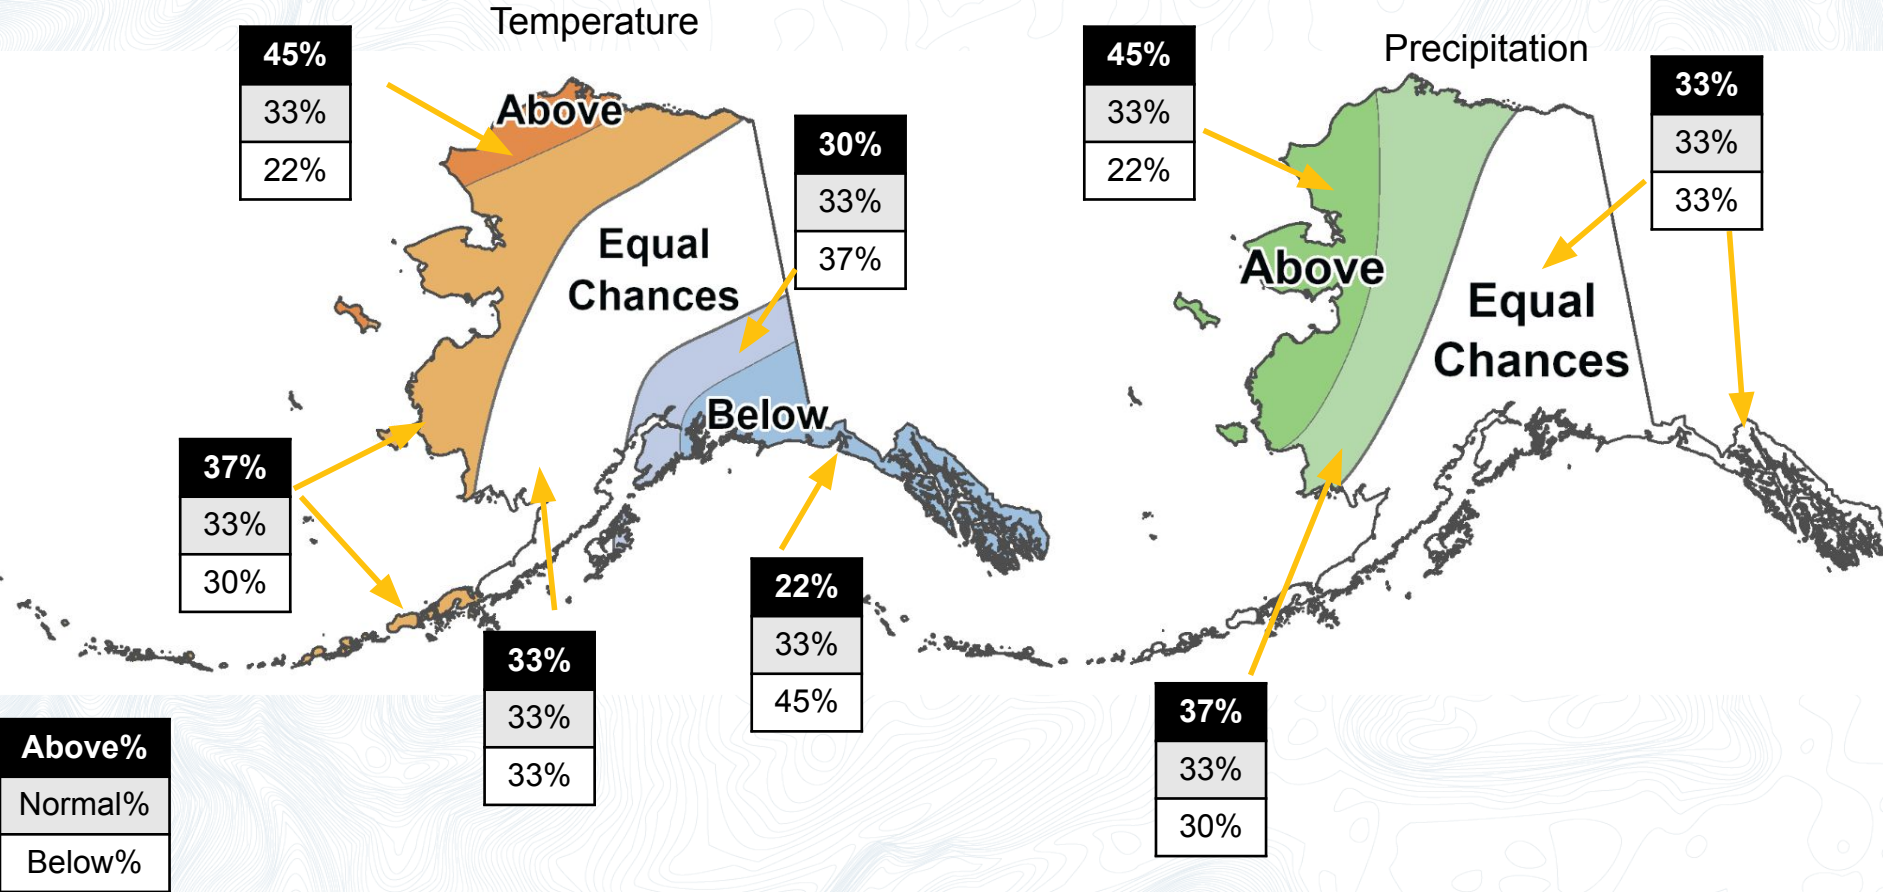 Temperature
45%
33%
22%
Above
30%
33%
37%
Equal
Chances
Below
37%
33%
30%
33%
33%
33%
22%
33%
45%
Above%
Normal%
Below%
Precipitation
45%
33%
22%
33%
33%
33%
Above
Equal
Chances
37%
33%
30%